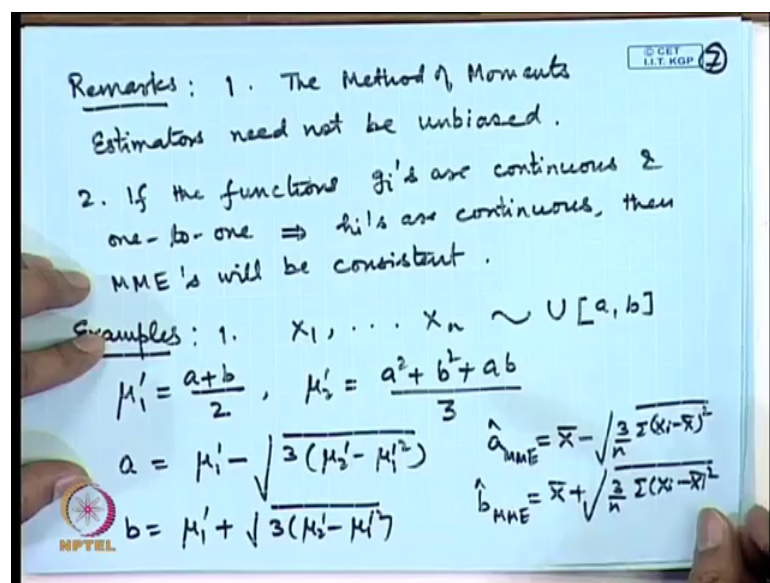 © CET
I.I.T. KGP
7
Remarks : 1. The Method of Moments
Estimators need not be unbiased.
2. If the functions gi's are continuous &
one-to-one ⇒ hi's are continuous, then
MME's will be consistent.
Examples : 1. X₁, ... Xₙ ~ U[a, b]
μ₁' = (a+b)/2 , μ₂' = (a² + b² + ab)/3
a = μ₁' - √(3(μ₂' - μ₁'²))
b = μ₁' + √(3(μ₂' - μ₁'²))
â_MME = x̄ - √(3/n Σ(xi - x̄)²)
b̂_MME = x̄ + √(3/n Σ(xi - x̄)²)
NPTEL